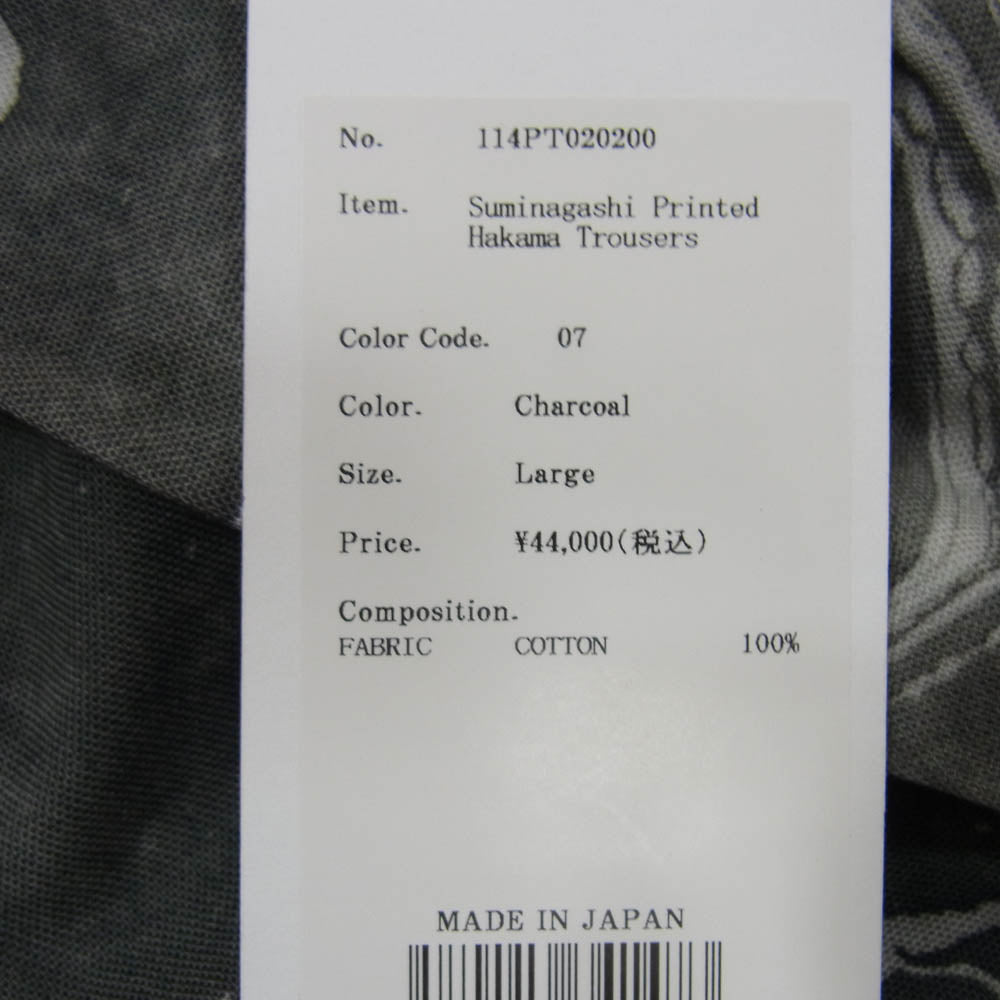 No. 114PT020200
Item. Suminagashi Printed
Hakama Trousers
Color Code. 07
Color. Charcoal
Size. Large
Price. ¥44,000(税込)
Composition.
FABRIC COTTON 100%
MADE IN JAPAN